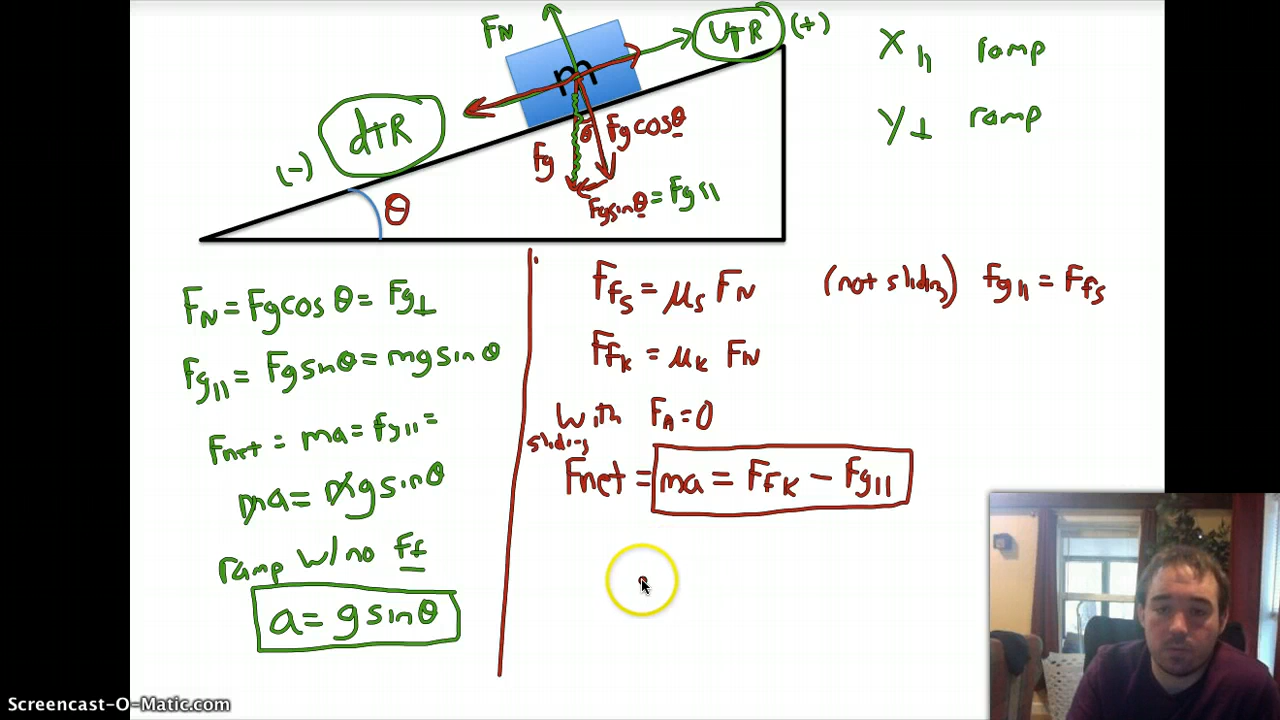 FN
m
UTR (+)
X∥ ramp
y⊥ ramp
dTR
(-)
θ
Fg
θ
Fgcosθ
Fgsinθ = Fg∥
FN = Fgcos θ = Fg⊥
Fg∥ = Fgsinθ = mgsinθ
Fnet = ma = Fg∥ =
ma = mgsinθ
ramp w/no Ff
a = gsinθ
Ffs = μs FN (not sliding) fg∥ = Ffs
Ffk = μk FN
With FA=0
sliding
Fnet = ma = Ffk - Fg∥
Screencast-O-Matic.com